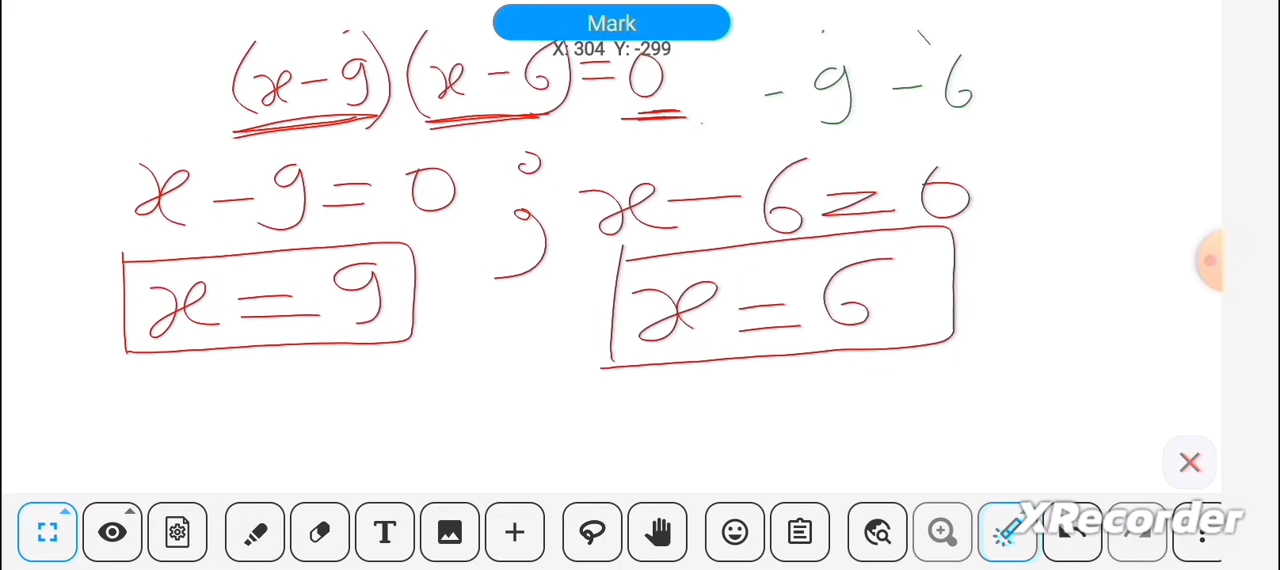 Mark
X: 304 Y: -299
(x-9)(x-6)=0 -9-6
x-9=0 ; x-6=0
x=9 x=6
T
XRecorder